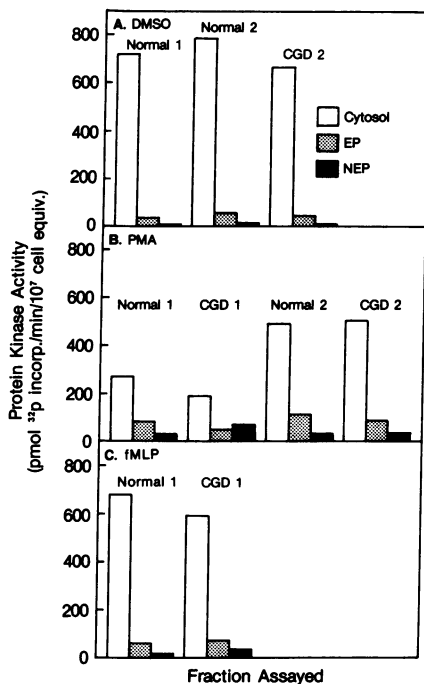 Protein Kinase Activity
(pmol ³²p incorp./min/10⁷ cell equiv.)
A. DMSO
Normal 1
Normal 2
CGD 2
Cytosol
EP
NEP
800
600
400
200
0
B. PMA
Normal 1
CGD 1
Normal 2
CGD 2
800
600
400
200
0
C. fMLP
Normal 1
CGD 1
800
600
400
200
0
Fraction Assayed